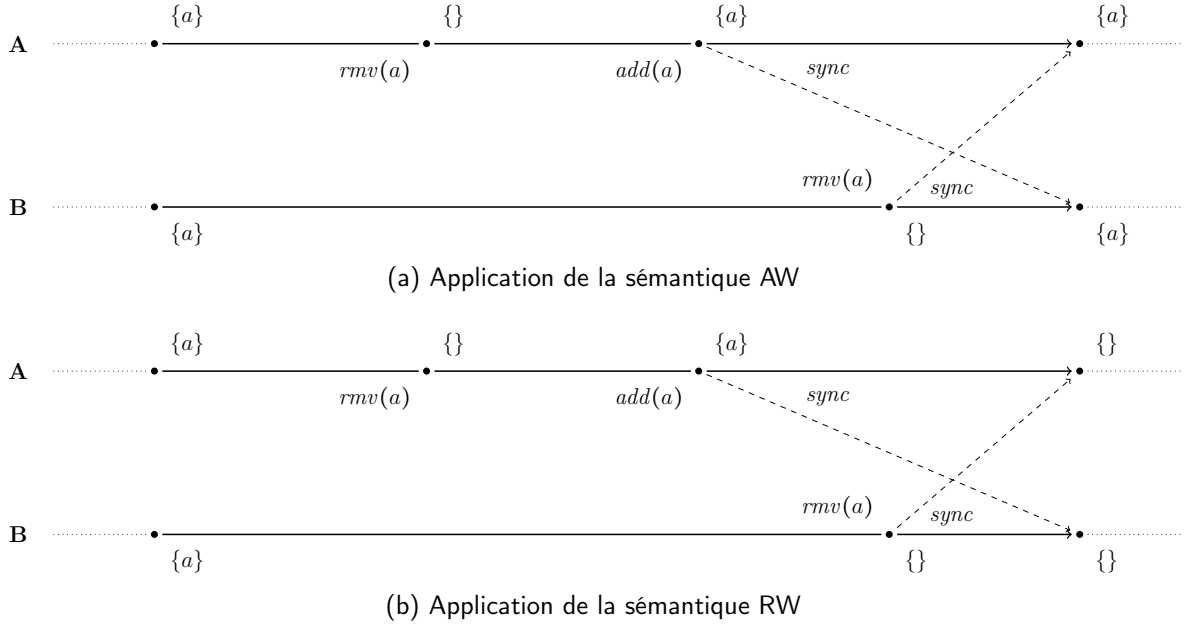 {a} {} {a} {a}
A
rmv(a) add(a) sync
rmv(a) sync
B
{a} {} {a}
(a) Application de la sémantique AW
{a} {} {a} {}
A
rmv(a) add(a) sync
rmv(a) sync
B
{a} {} {}
(b) Application de la sémantique RW